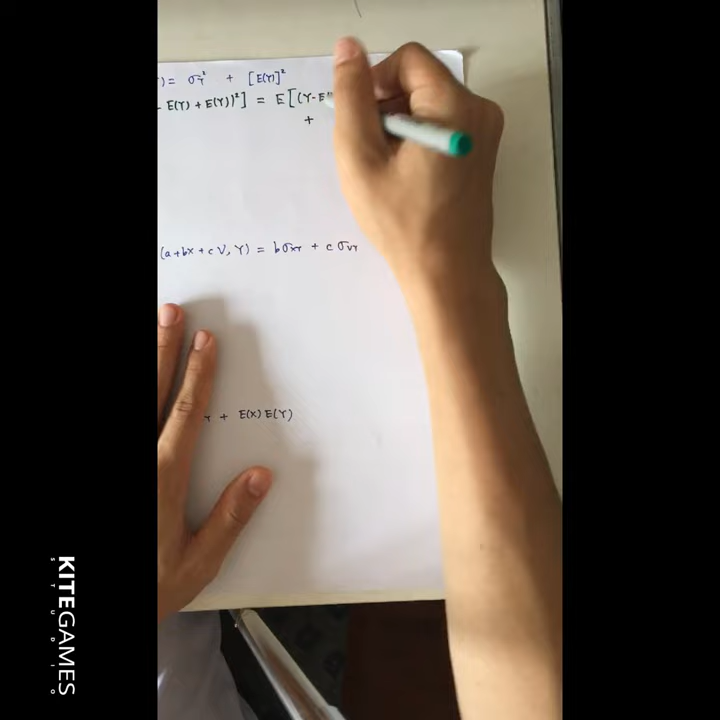 ) = σY² + [E(Y)]²
- E(Y) + E(Y))²] = E[(Y-E
+
(a+bX+cV, Y) = bσXY + cσVY
Y + E(X)E(Y)
KITEGAMES
STUDIO